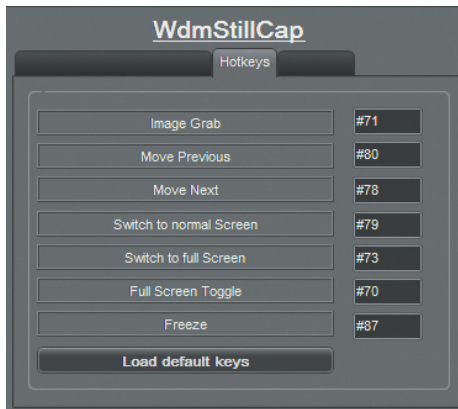 WdmStillCap
Hotkeys
Image Grab #71
Move Previous #80
Move Next #78
Switch to normal Screen #79
Switch to full Screen #73
Full Screen Toggle #70
Freeze #87
Load default keys